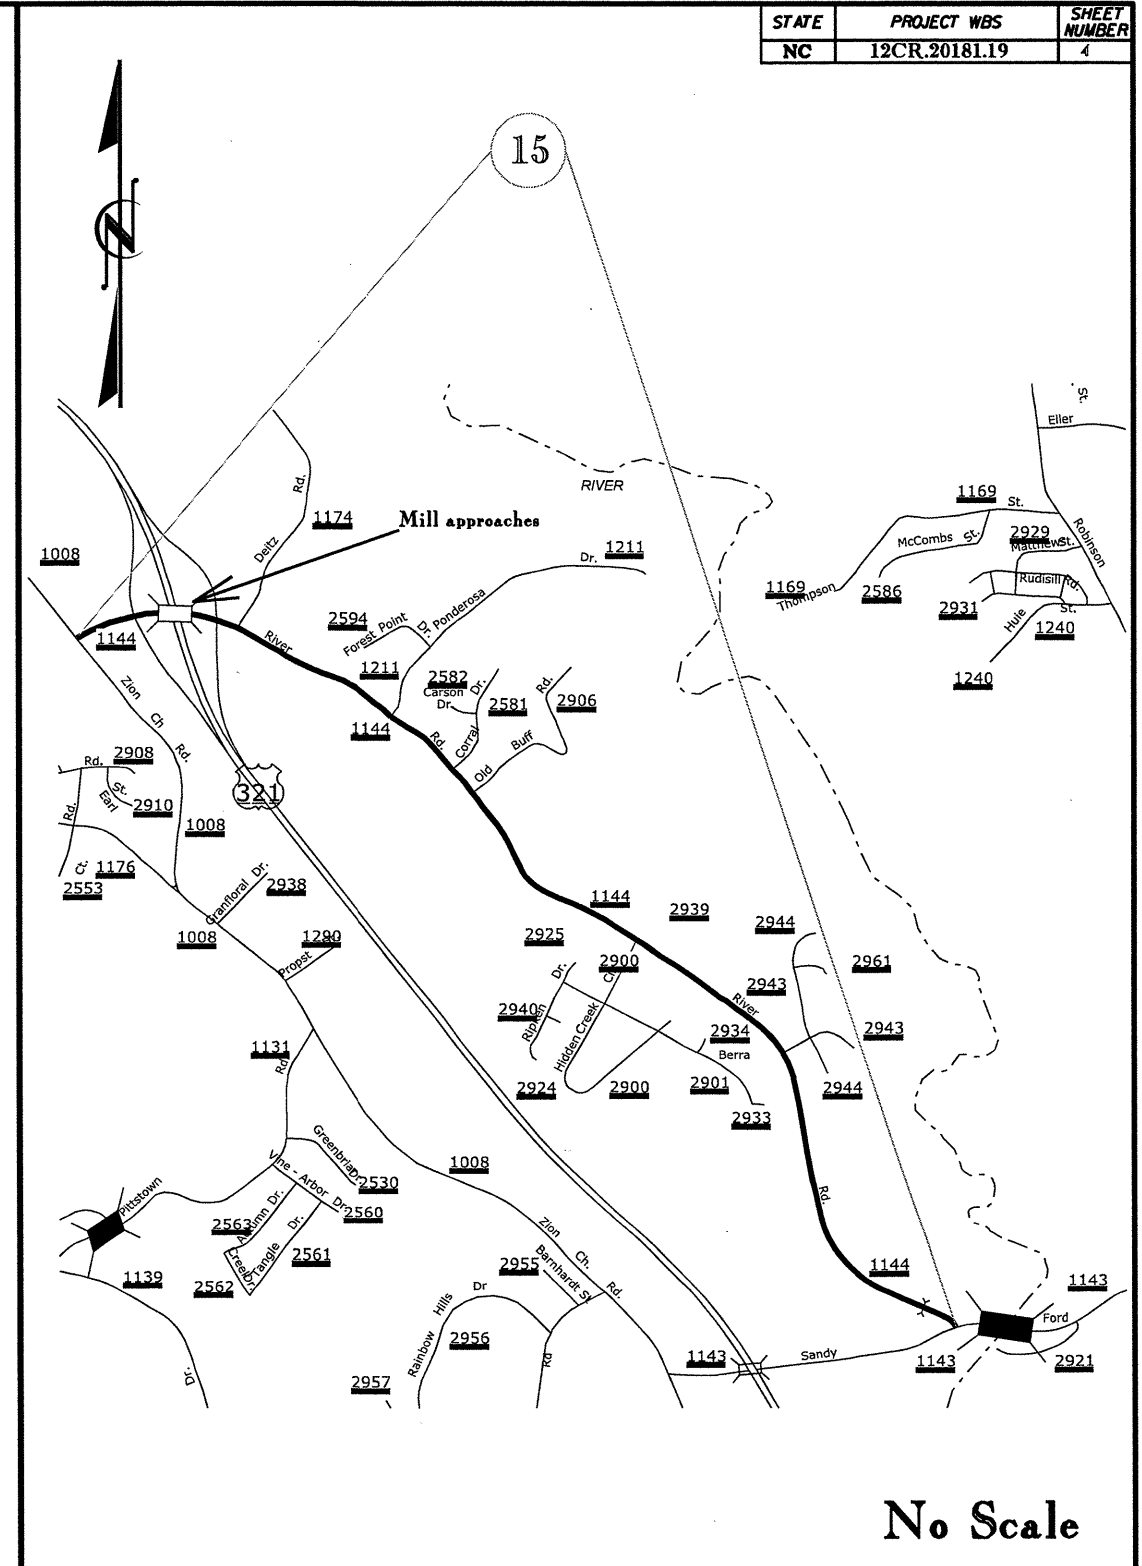 STATE PROJECT WBS SHEET NUMBER
NC 12CR.20181.19 4
15
N
St.
Eller
RIVER
Rd.
1169
St.
Mill approaches
1174
Robinson
2929
McCombs St.
Matthews St.
Deitz
1211
Dr.
1008
Rudisill Rd.
1169
Thompson
2586
2931
Huie St.
1240
Ponderosa
Dr.
2594
Forest Point
1144
River
1211
2582
Carson Dr.
Dr.
2581
Rd.
2906
1240
Zion Ch Rd.
1144
Rd.
Corral
Old Buff
Rd.
2908
321
Rd.
St.
Earl
2910
1008
Ct.
1176
2553
Granfloral Dr.
2938
1144
2939
2944
1008
1290
Propst
2925
2900
Dr.
Ci
2961
2943
2940
Ripken
Hidden Creek
River
2934
2943
Berra
1131
Rd.
2924
2900
2901
2944
2933
Greenbriar Dr.
1008
Vine - Arbor Dr.
2530
2560
Pittstown
Autumn Dr.
2563
Dr.
Tangle
2561
Creek Dr.
2562
Rd.
Zion Ch. Rd.
1139
2955
Barnhardt St
1144
1143
Rainbow Hills Dr
2956
Ford
Rd
1143
Sandy
1143
2921
Dr.
2957
No Scale